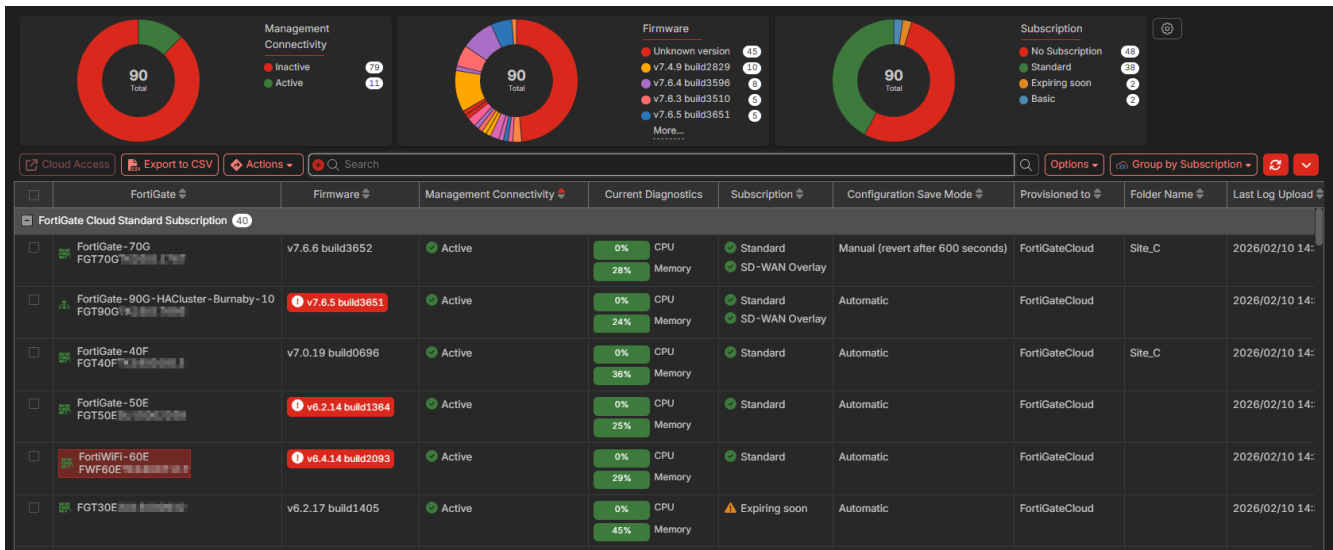 Management
Connectivity
90
Total
Inactive 79
Active 11
Firmware
90
Total
Unknown version 45
v7.4.9 build2829 10
v7.6.4 build3596 8
v7.6.3 build3510 5
v7.6.5 build3651 5
More...
Subscription
90
Total
No Subscription 48
Standard 38
Expiring soon 2
Basic 2
Cloud Access Export to CSV Actions Search Options Group by Subscription
FortiGate Firmware Management Connectivity Current Diagnostics Subscription Configuration Save Mode Provisioned to Folder Name Last Log Upload
FortiGate Cloud Standard Subscription 40
FortiGate-70G v7.6.6 build3652 Active 0% CPU Standard Manual (revert after 600 seconds) FortiGateCloud Site_C 2026/02/10 14:
FGT70G 28% Memory SD-WAN Overlay
FortiGate-90G-HACluster-Burnaby-10 v7.6.5 build3651 Active 0% CPU Standard Automatic FortiGateCloud 2026/02/10 14:
FGT90G 24% Memory SD-WAN Overlay
FortiGate-40F v7.0.19 build0696 Active 0% CPU Standard Automatic FortiGateCloud Site_C 2026/02/10 14:
FGT40F 36% Memory
FortiGate-50E v6.2.14 build1364 Active 0% CPU Standard Automatic FortiGateCloud 2026/02/10 14:
FGT50E 25% Memory
FortiWiFi-60E v6.4.14 build2093 Active 0% CPU Standard Automatic FortiGateCloud 2026/02/10 14:
FWF60E 29% Memory
FGT30E v6.2.17 build1405 Active 0% CPU Expiring soon Automatic FortiGateCloud 2026/02/10 14:
45% Memory